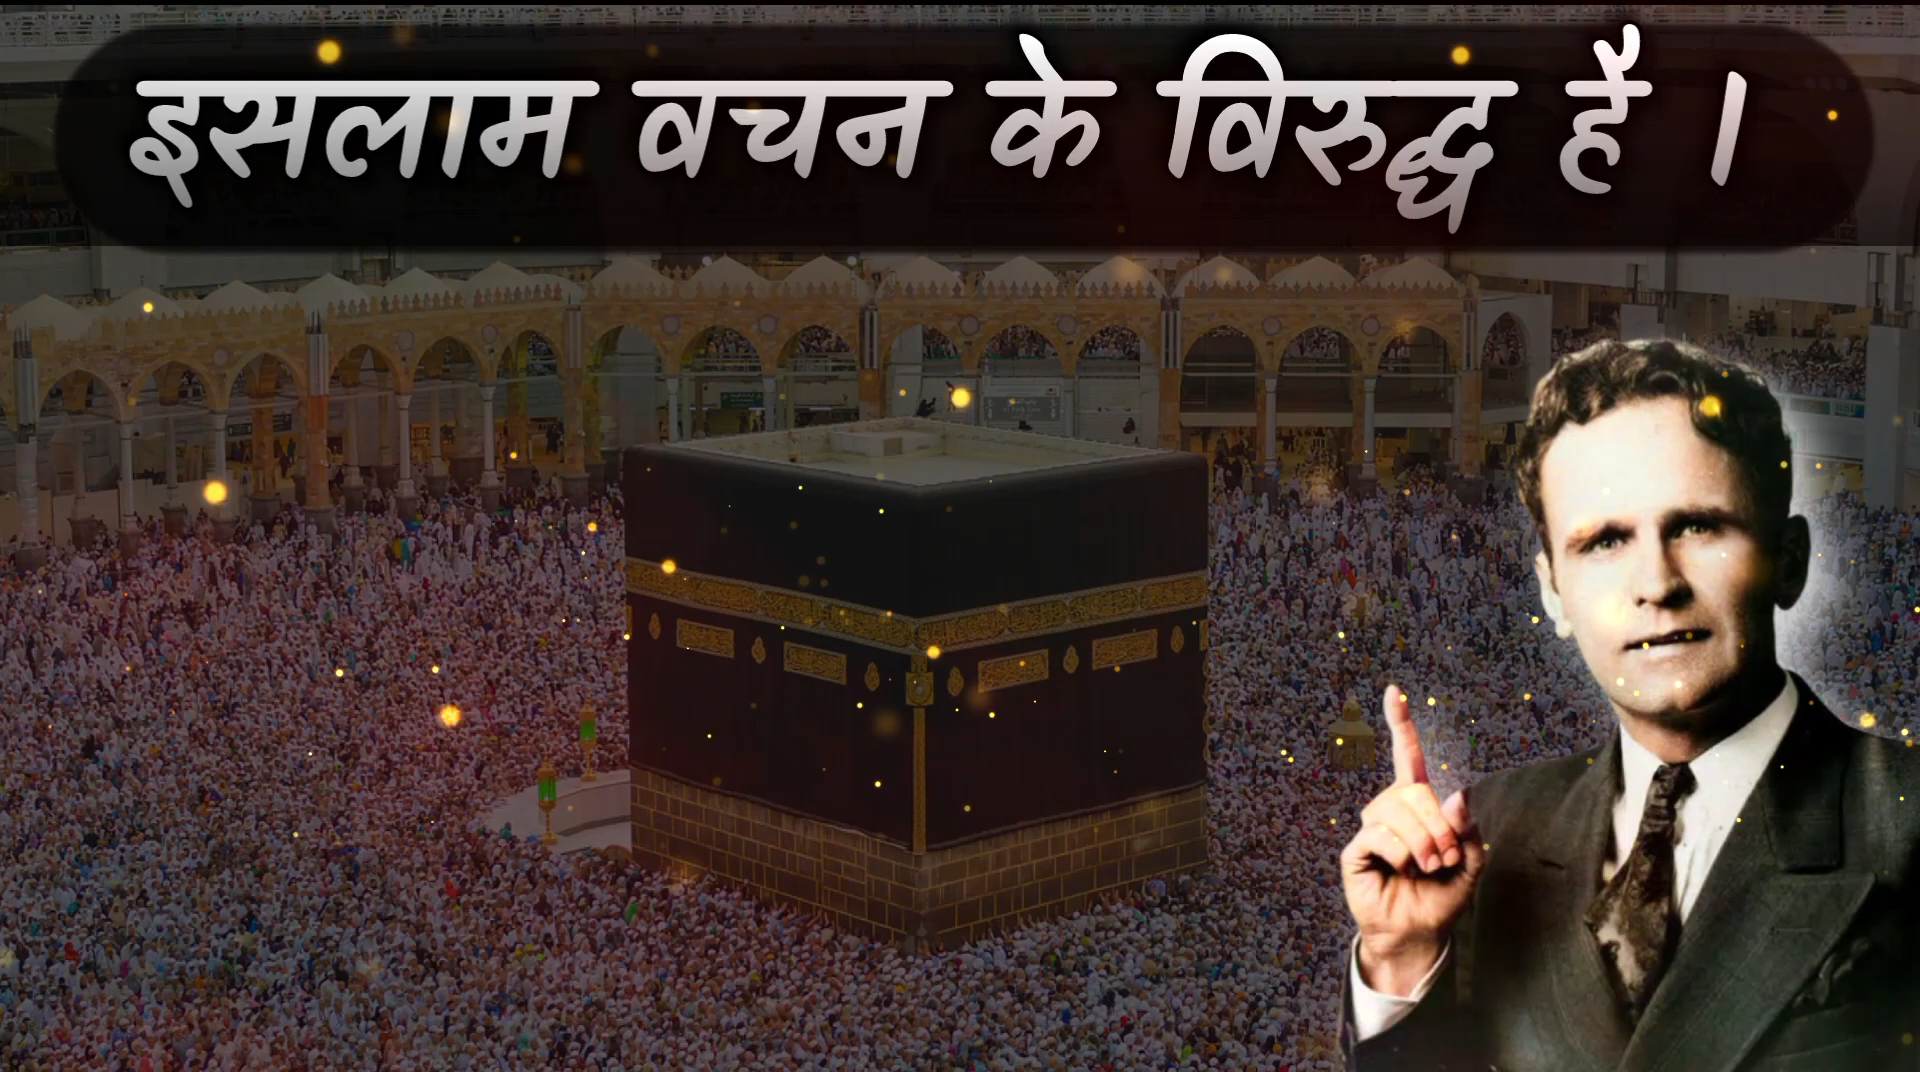 इसलाम वचन के विरुद्ध है ।